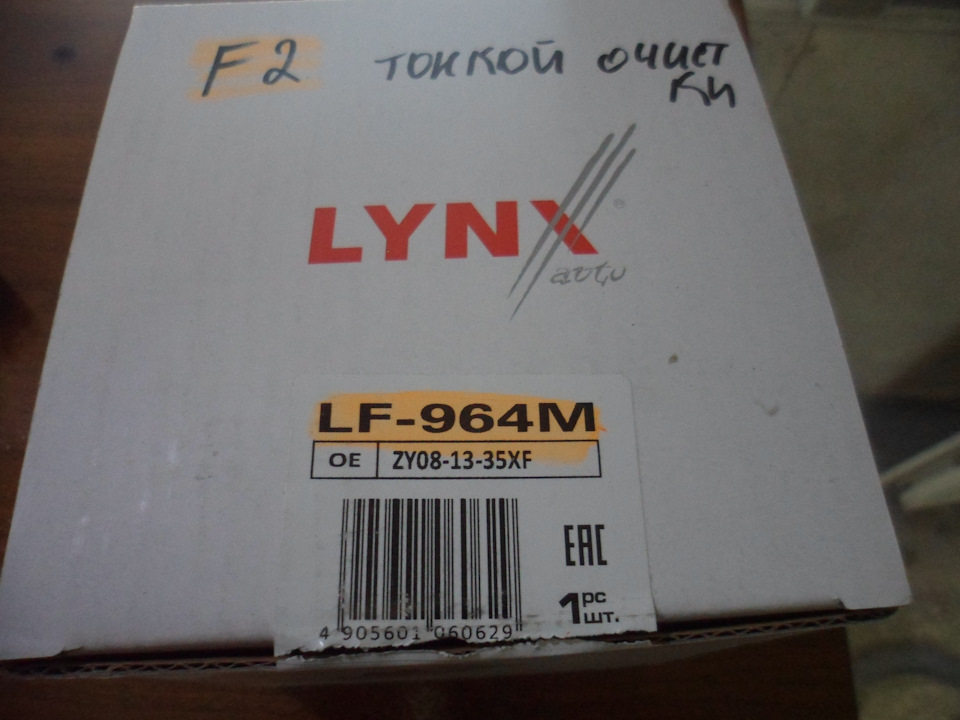 F2 тонкой очист
ки
LYNX®
auto
LF-964M
OE ZY08-13-35XF
EAC
1 pc
шт.
4 905601 060629